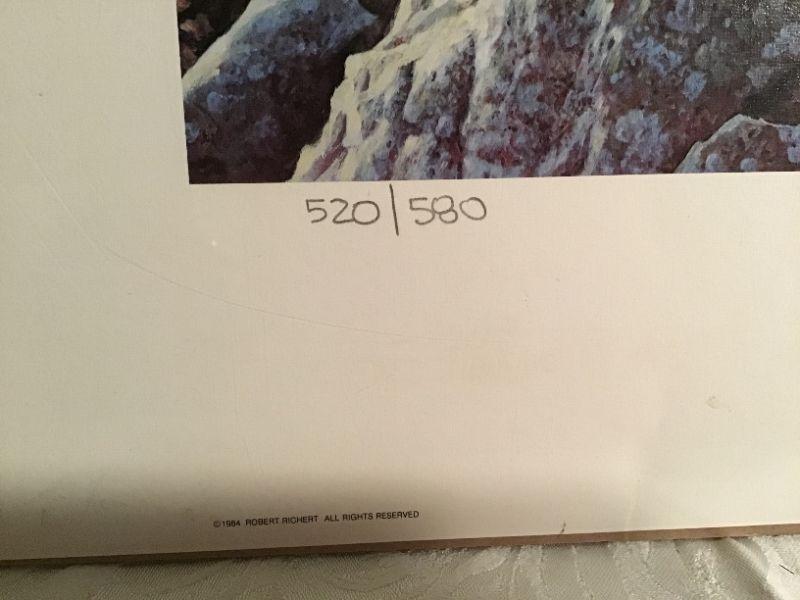 520|580
©1984 ROBERT RICHERT ALL RIGHTS RESERVED